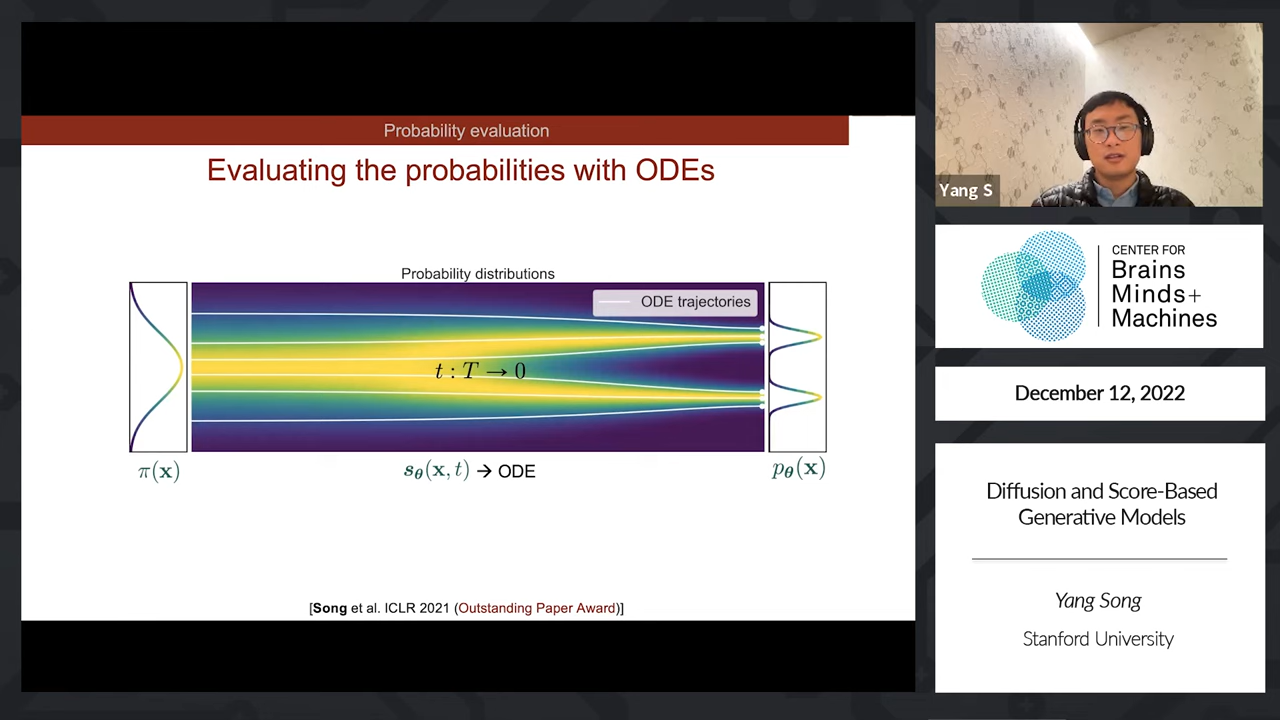 Probability evaluation
Evaluating the probabilities with ODEs
Probability distributions
ODE trajectories
t : T → 0
π(x)
s_θ(x, t) → ODE
p_θ(x)
[Song et al. ICLR 2021 (Outstanding Paper Award)]
Yang S
CENTER FOR
Brains
Minds+
Machines
December 12, 2022
Diffusion and Score-Based
Generative Models
Yang Song
Stanford University